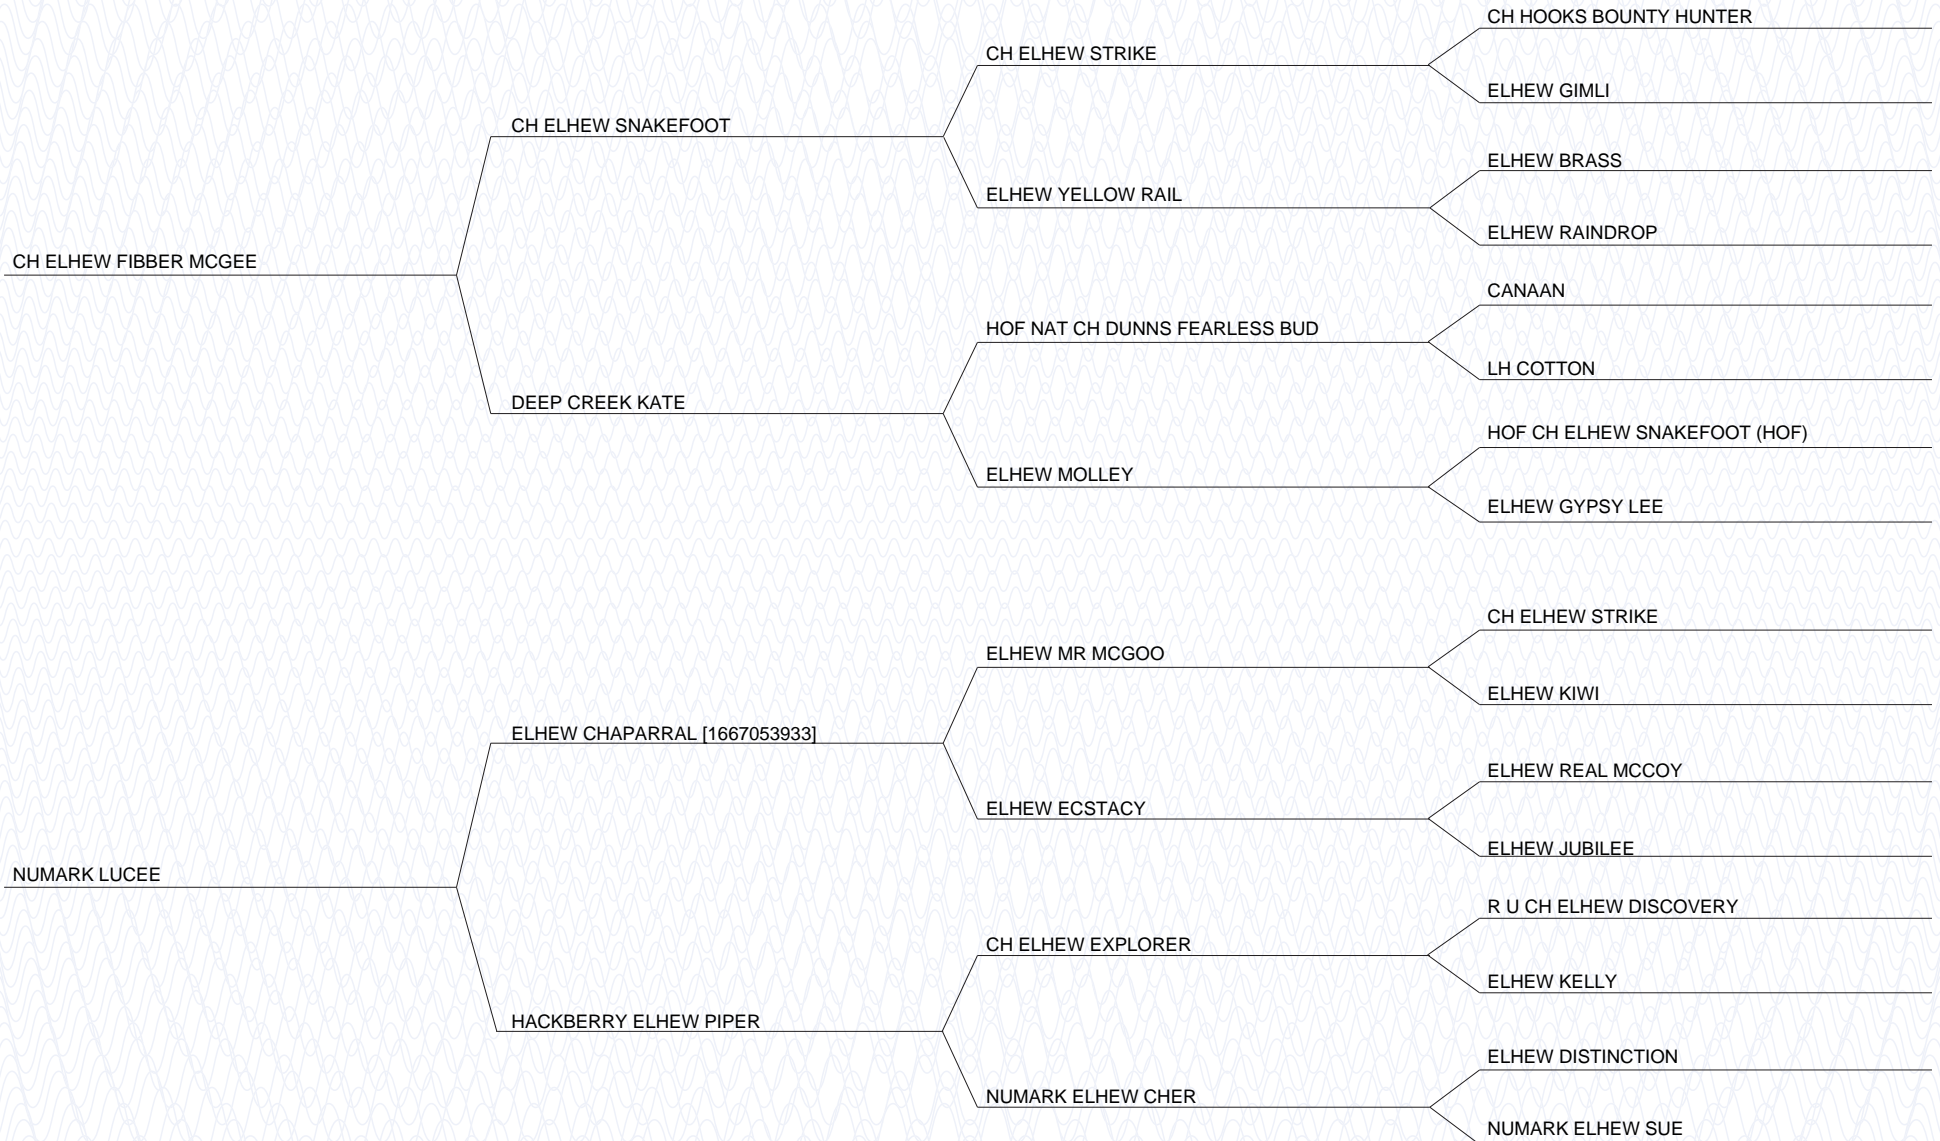 CH HOOKS BOUNTY HUNTER
CH ELHEW STRIKE
ELHEW GIMLI
CH ELHEW SNAKEFOOT
ELHEW BRASS
ELHEW YELLOW RAIL
ELHEW RAINDROP
CH ELHEW FIBBER MCGEE
CANAAN
HOF NAT CH DUNNS FEARLESS BUD
LH COTTON
DEEP CREEK KATE
HOF CH ELHEW SNAKEFOOT (HOF)
ELHEW MOLLEY
ELHEW GYPSY LEE
CH ELHEW STRIKE
ELHEW MR MCGOO
ELHEW KIWI
ELHEW CHAPARRAL [1667053933]
ELHEW REAL MCCOY
ELHEW ECSTACY
ELHEW JUBILEE
NUMARK LUCEE
R U CH ELHEW DISCOVERY
CH ELHEW EXPLORER
ELHEW KELLY
HACKBERRY ELHEW PIPER
ELHEW DISTINCTION
NUMARK ELHEW CHER
NUMARK ELHEW SUE